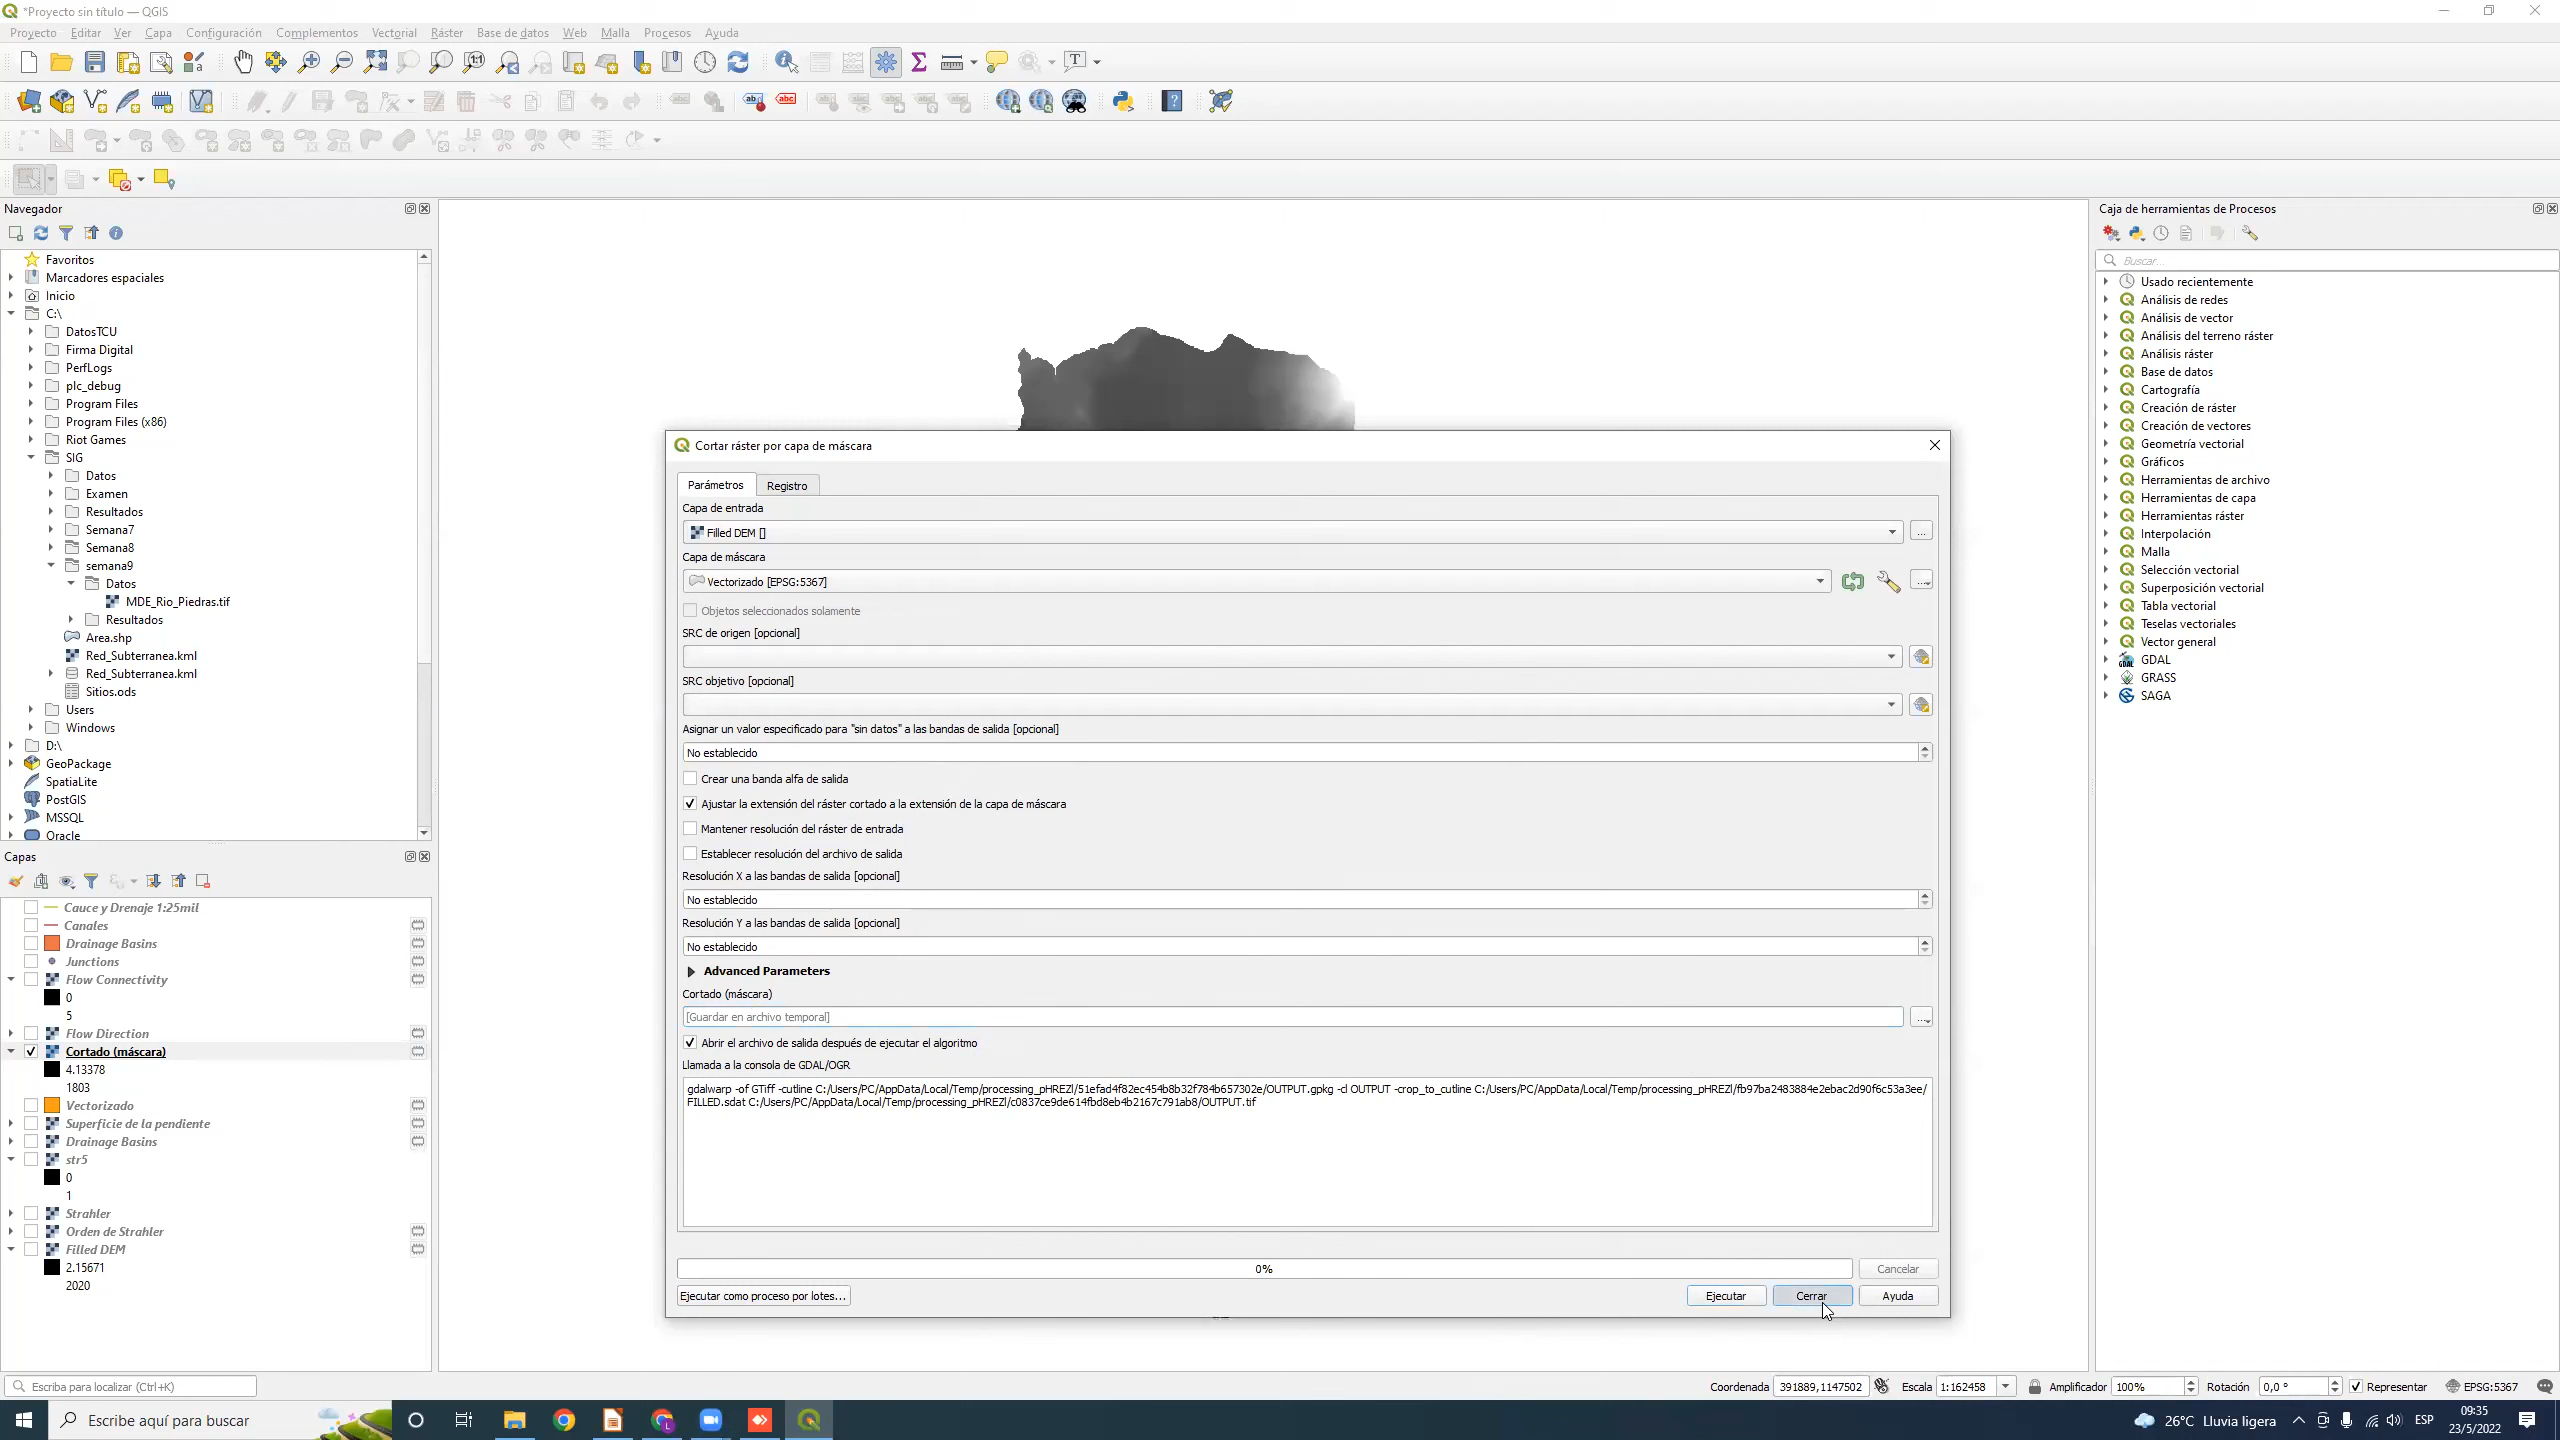 *Proyecto sin título — QGIS
Proyecto Editar Ver Capa Configuración Complementos Vectorial Ráster Base de datos Web Malla Procesos Ayuda
Navegador
Favoritos
Marcadores espaciales
Inicio
C:\
DatosTCU
Firma Digital
PerfLogs
plc_debug
Program Files
Program Files (x86)
Riot Games
SIG
Datos
Examen
Resultados
Semana7
Semana8
semana9
Datos
MDE_Rio_Piedras.tif
Resultados
Area.shp
Red_Subterranea.kml
Red_Subterranea.kml
Sitios.ods
Users
Windows
D:\
GeoPackage
SpatiaLite
PostGIS
MSSQL
Oracle
Capas
Cauce y Drenaje 1:25mil
Canales
Drainage Basins
Junctions
Flow Connectivity
0
5
Flow Direction
Cortado (máscara)
4.13378
1803
Vectorizado
Superficie de la pendiente
Drainage Basins
str5
0
1
Strahler
Orden de Strahler
Filled DEM
2.15671
2020
Cortar ráster por capa de máscara
Parámetros Registro
Capa de entrada
Filled DEM []
Capa de máscara
Vectorizado [EPSG:5367]
Objetos seleccionados solamente
SRC de origen [opcional]
SRC objetivo [opcional]
Asignar un valor especificado para "sin datos" a las bandas de salida [opcional]
No establecido
Crear una banda alfa de salida
Ajustar la extensión del ráster cortado a la extensión de la capa de máscara
Mantener resolución del ráster de entrada
Establecer resolución del archivo de salida
Resolución X a las bandas de salida [opcional]
No establecido
Resolución Y a las bandas de salida [opcional]
No establecido
Advanced Parameters
Cortado (máscara)
[Guardar en archivo temporal]
Abrir el archivo de salida después de ejecutar el algoritmo
Llamada a la consola de GDAL/OGR
gdalwarp -of GTiff -cutline C:/Users/PC/AppData/Local/Temp/processing_pHREZl/51efad4f82ec454b8b32f784b657302e/OUTPUT.gpkg -cl OUTPUT -crop_to_cutline C:/Users/PC/AppData/Local/Temp/processing_pHREZl/fb97ba2483884e2ebac2d90f6c53a3ee/
FILLED.sdat C:/Users/PC/AppData/Local/Temp/processing_pHREZl/c0837ce9de614fbd8eb4b2167c791ab8/OUTPUT.tif
0%
Cancelar
Ejecutar como proceso por lotes...
Ejecutar Cerrar Ayuda
Caja de herramientas de Procesos
Buscar...
Usado recientemente
Análisis de redes
Análisis de vector
Análisis del terreno ráster
Análisis ráster
Base de datos
Cartografía
Creación de ráster
Creación de vectores
Geometría vectorial
Gráficos
Herramientas de archivo
Herramientas de capa
Herramientas ráster
Interpolación
Malla
Selección vectorial
Superposición vectorial
Tabla vectorial
Teselas vectoriales
Vector general
GDAL
GRASS
SAGA
Escriba para localizar (Ctrl+K)
Coordenada 391889,1147502 Escala 1:162458 Amplificador 100% Rotación 0,0 ° Representar EPSG:5367
Escribe aquí para buscar
26°C Lluvia ligera
ESP
09:35
23/5/2022